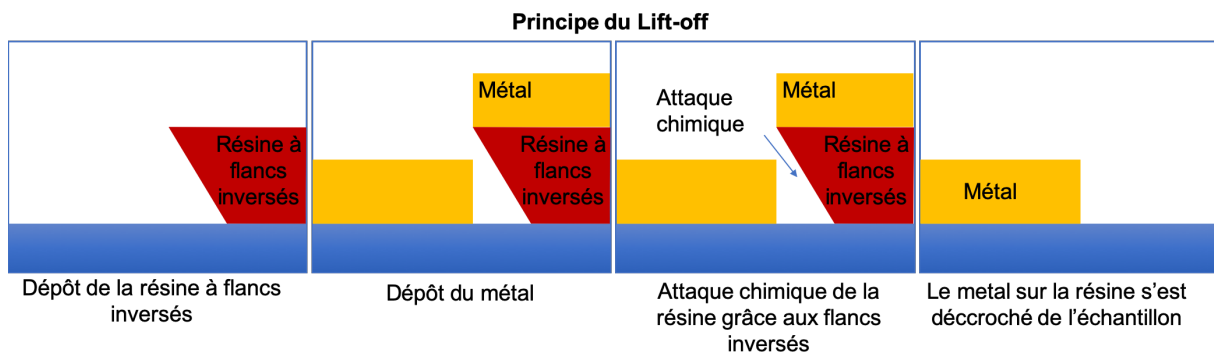 Principe du Lift-off
Résine à
flancs
inversés
Dépôt de la résine à flancs
inversés
Métal
Résine à
flancs
inversés
Dépôt du métal
Attaque
chimique
Métal
Résine à
flancs
inversés
Attaque chimique de la
résine grâce aux flancs
inversés
Métal
Le metal sur la résine s’est
déccroché de l’échantillon